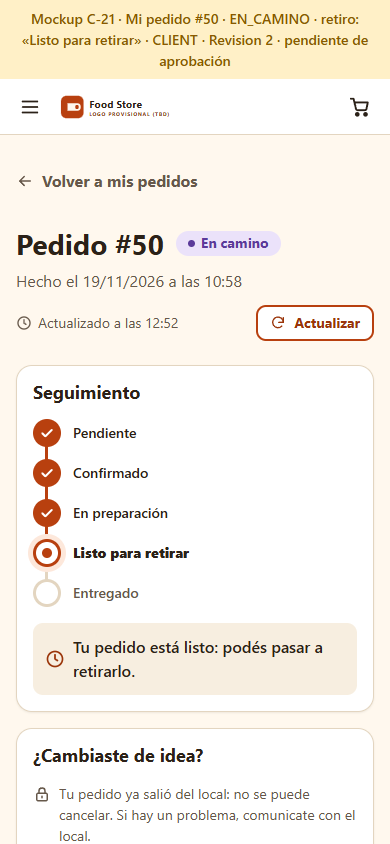 Mockup C-21 · Mi pedido #50 · EN_CAMINO · retiro:
«Listo para retirar» · CLIENT · Revision 2 · pendiente de
aprobación
Food Store
LOGO PROVISIONAL (TBD)
Volver a mis pedidos
Pedido #50
En camino
Hecho el 19/11/2026 a las 10:58
Actualizado a las 12:52
Actualizar
Seguimiento
Pendiente
Confirmado
En preparación
Listo para retirar
Entregado
Tu pedido está listo: podés pasar a
retirarlo.
¿Cambiaste de idea?
Tu pedido ya salió del local: no se puede
cancelar. Si hay un problema, comunicate con el
local.